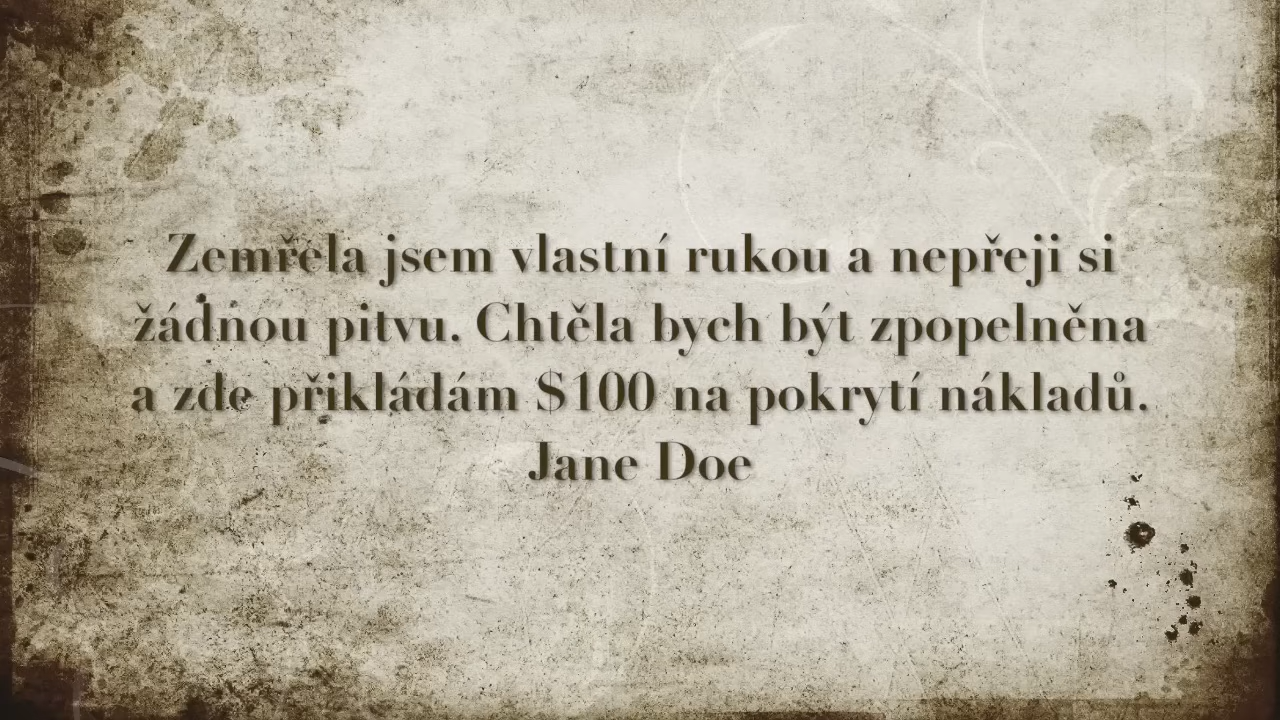 Zemřela jsem vlastní rukou a nepřeji si
žádnou pitvu. Chtěla bych být zpopelněna
a zde přikládám $100 na pokrytí nákladů.
Jane Doe